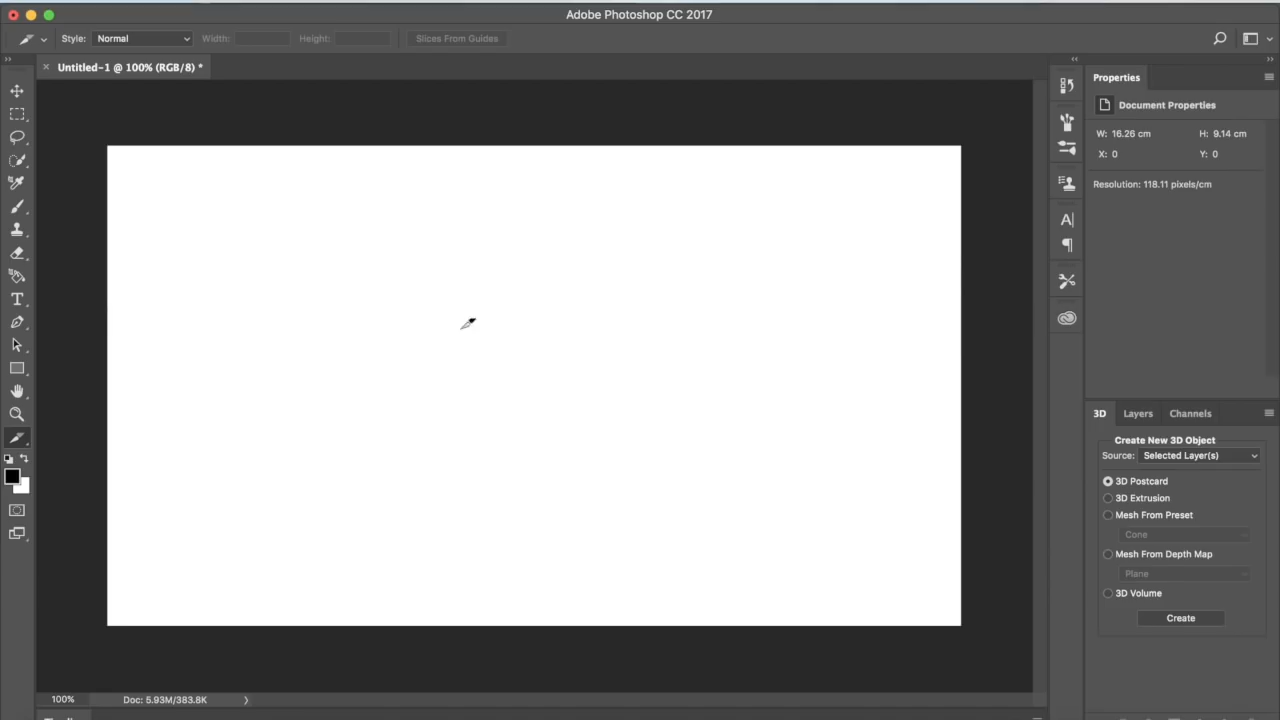 Adobe Photoshop CC 2017
Style: Normal Width: Height: Slices From Guides
Untitled-1 @ 100% (RGB/8) *
Properties
Document Properties
W: 16.26 cm H: 9.14 cm
X: 0 Y: 0
Resolution: 118.11 pixels/cm
3D Layers Channels
Create New 3D Object
Source: Selected Layer(s)
3D Postcard
3D Extrusion
Mesh From Preset
Cone
Mesh From Depth Map
Plane
3D Volume
Create
100% Doc: 5.93M/383.8K